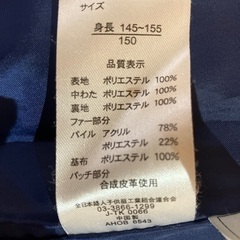 サイズ
身長 145~155
150
品質表示
表地 ポリエステル 100%
中わた ポリエステル 100%
裏地 ポリエステル 100%
ファー部分
パイル アクリル 78%
ポリエステル 22%
基布 ポリエステル 100%
パッチ部分
合成皮革使用
全日本婦人子供服工業組合連合会
03-3866-1299
J-TK 0066
中国製
AHOB 6543